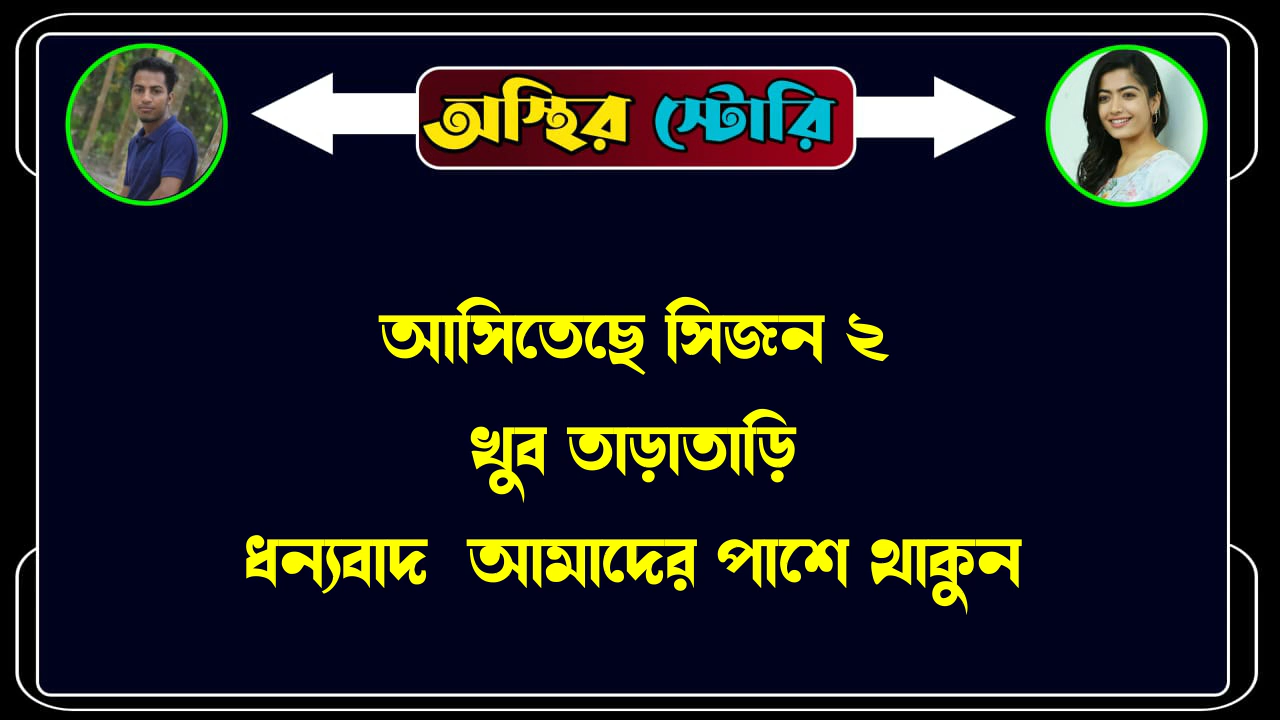 অস্থির স্টোরি
আসিতেছে সিজন ২
খুব তাড়াতাড়ি
ধন্যবাদ আমাদের পাশে থাকুন